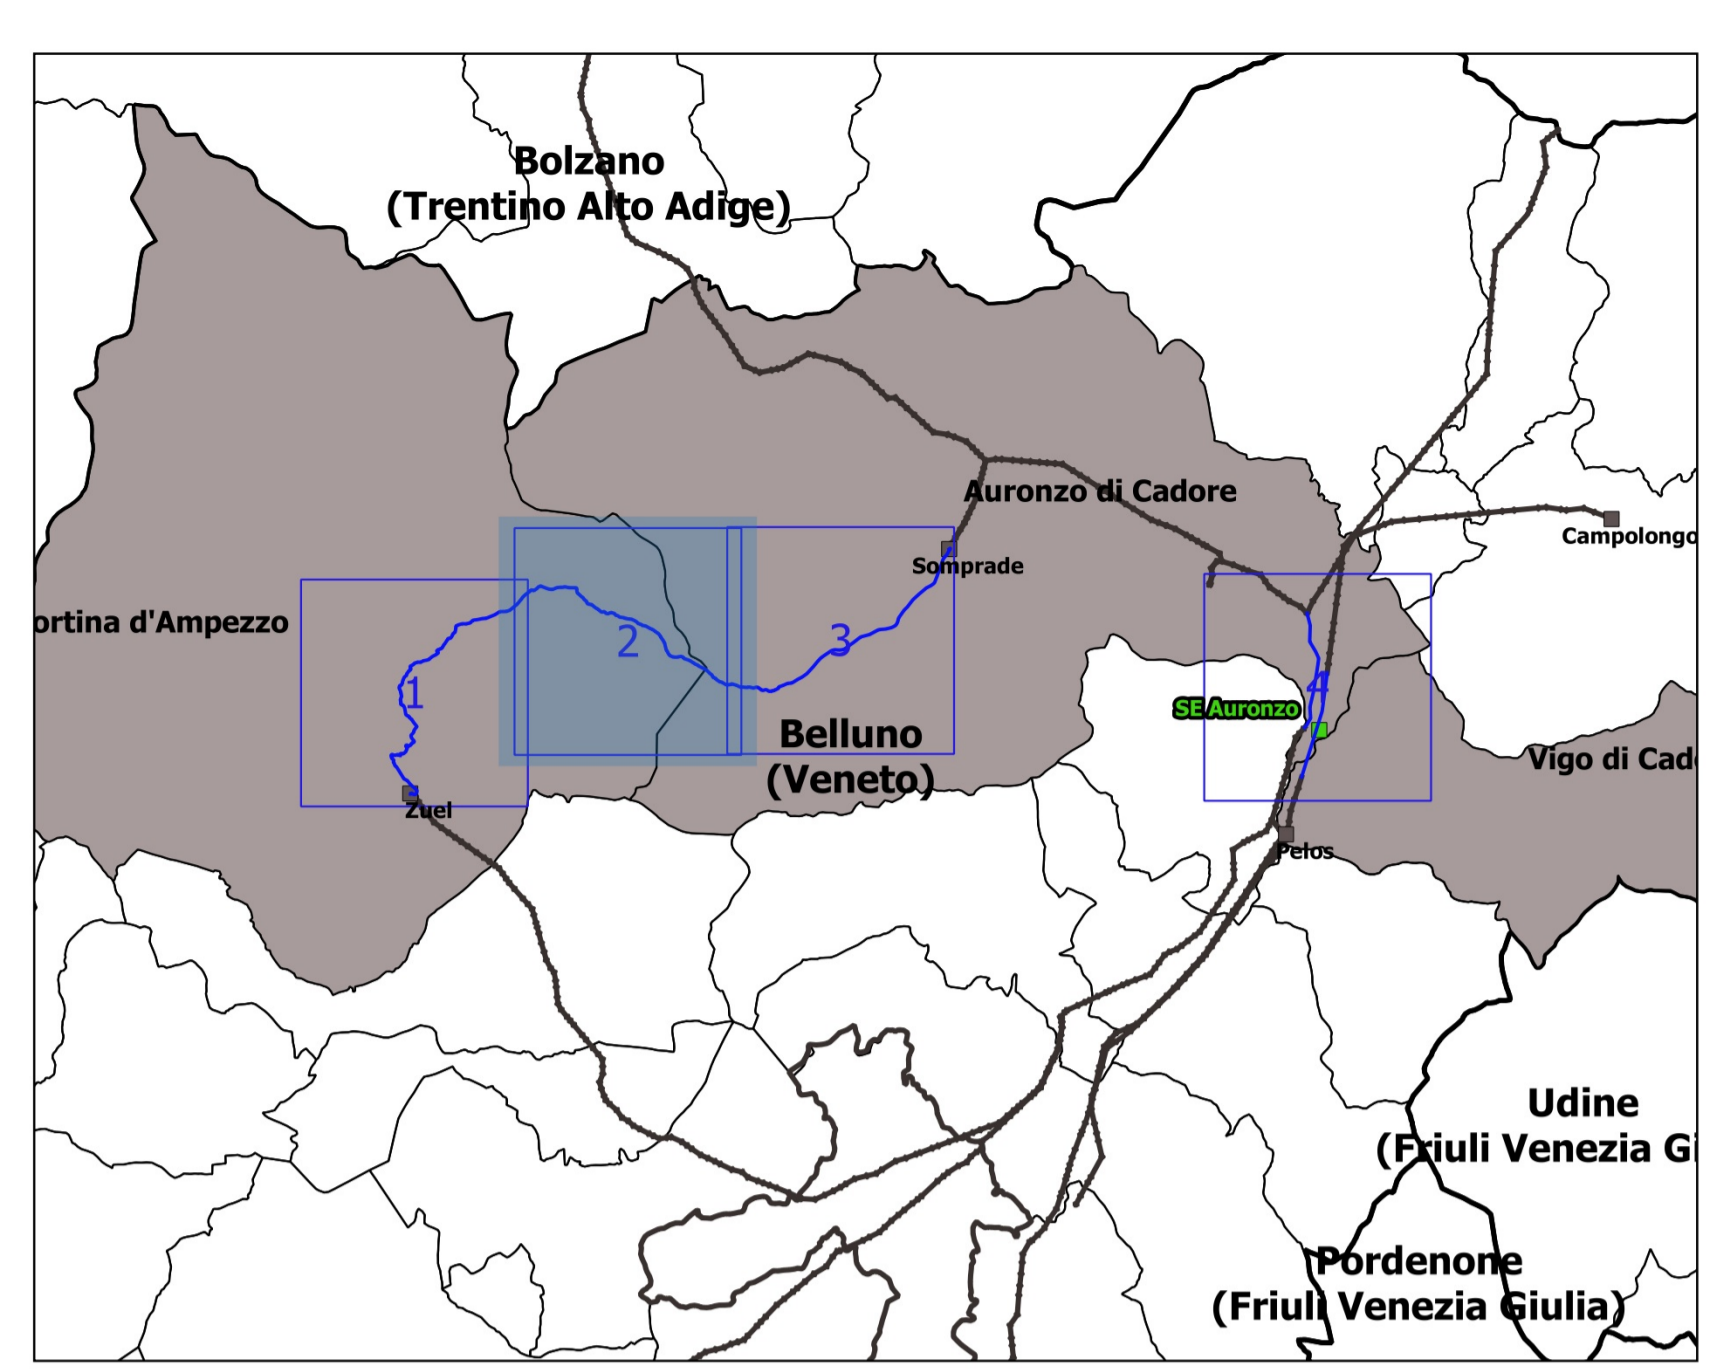 Bolzano
(Trentino Alto Adige)
Auronzo di Cadore
Campolongo
Somprade
ortina d'Ampezzo
2
3
1
4
SE Auronzo
Belluno
(Veneto)
Vigo di Cad
Zuel
Pelos
Udine
(Friuli Venezia Gi
Pordenone
(Friuli Venezia Giulia)